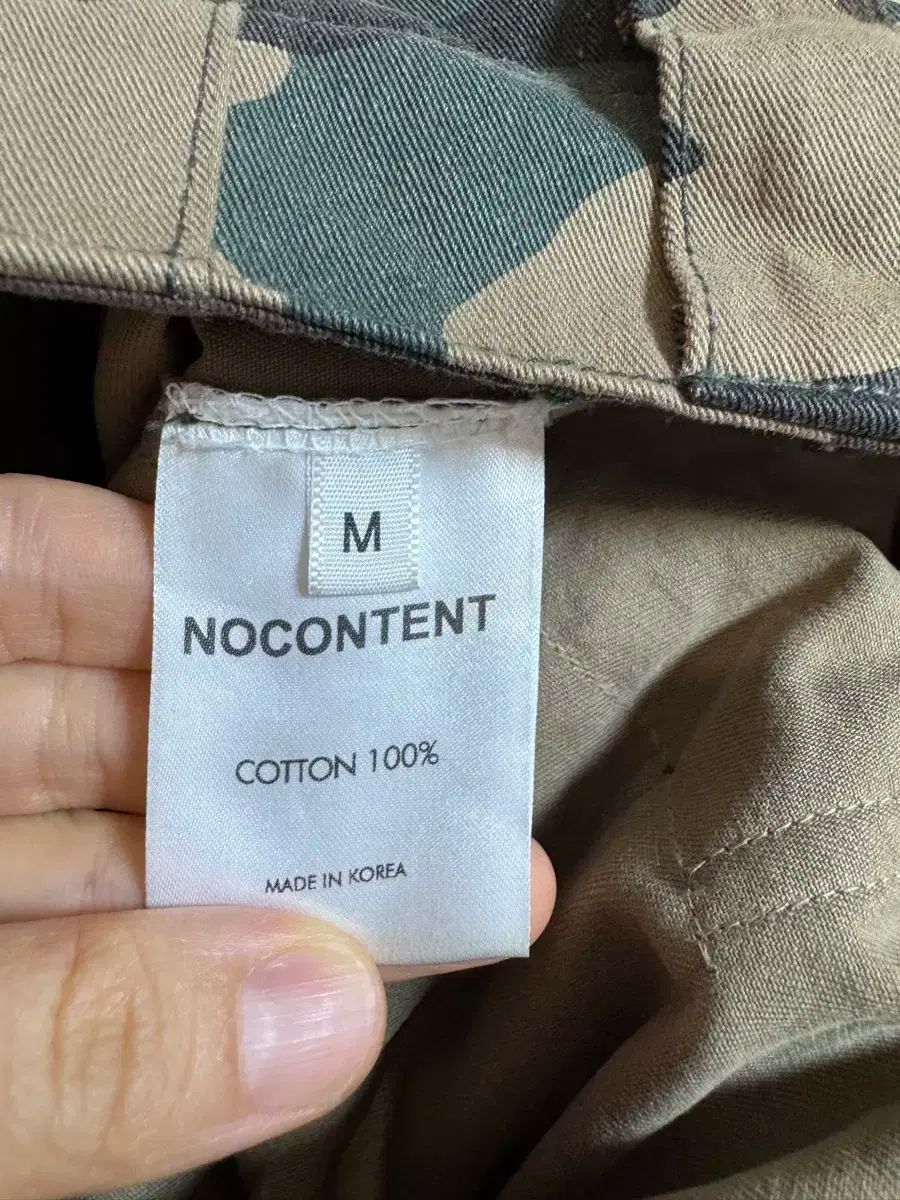 M
NOCONTENT
COTTON 100%
MADE IN KOREA